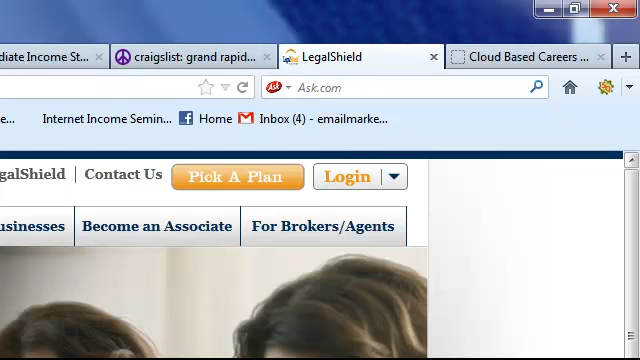 diate Income St...
craigslist: grand rapid...
LegalShield
Cloud Based Careers ...
Ask Ask.com
e...
Internet Income Semin...
Home
Inbox (4) - emailmarke...
galShield
Contact Us
Pick A Plan
Login
usinesses
Become an Associate
For Brokers/Agents